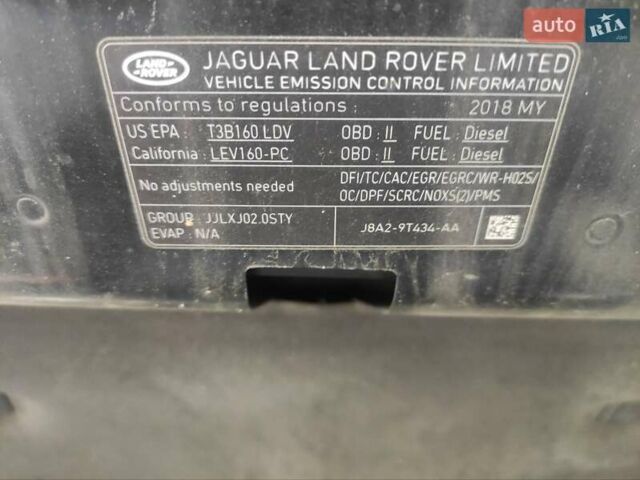 auto RIA
.com
LAND
ROVER
JAGUAR LAND ROVER LIMITED
VEHICLE EMISSION CONTROL INFORMATION
Conforms to regulations : 2018 MY
US EPA : T3B160 LDV OBD : II FUEL : Diesel
California : LEV160-PC OBD : II FUEL : Diesel
No adjustments needed
DFI/TC/CAC/EGR/EGRC/WR-HO2S/
OC/DPF/SCRC/NOXS(2)/PMS
GROUP : JJLXJ02.0STY
EVAP : N/A
J8A2-9T434-AA